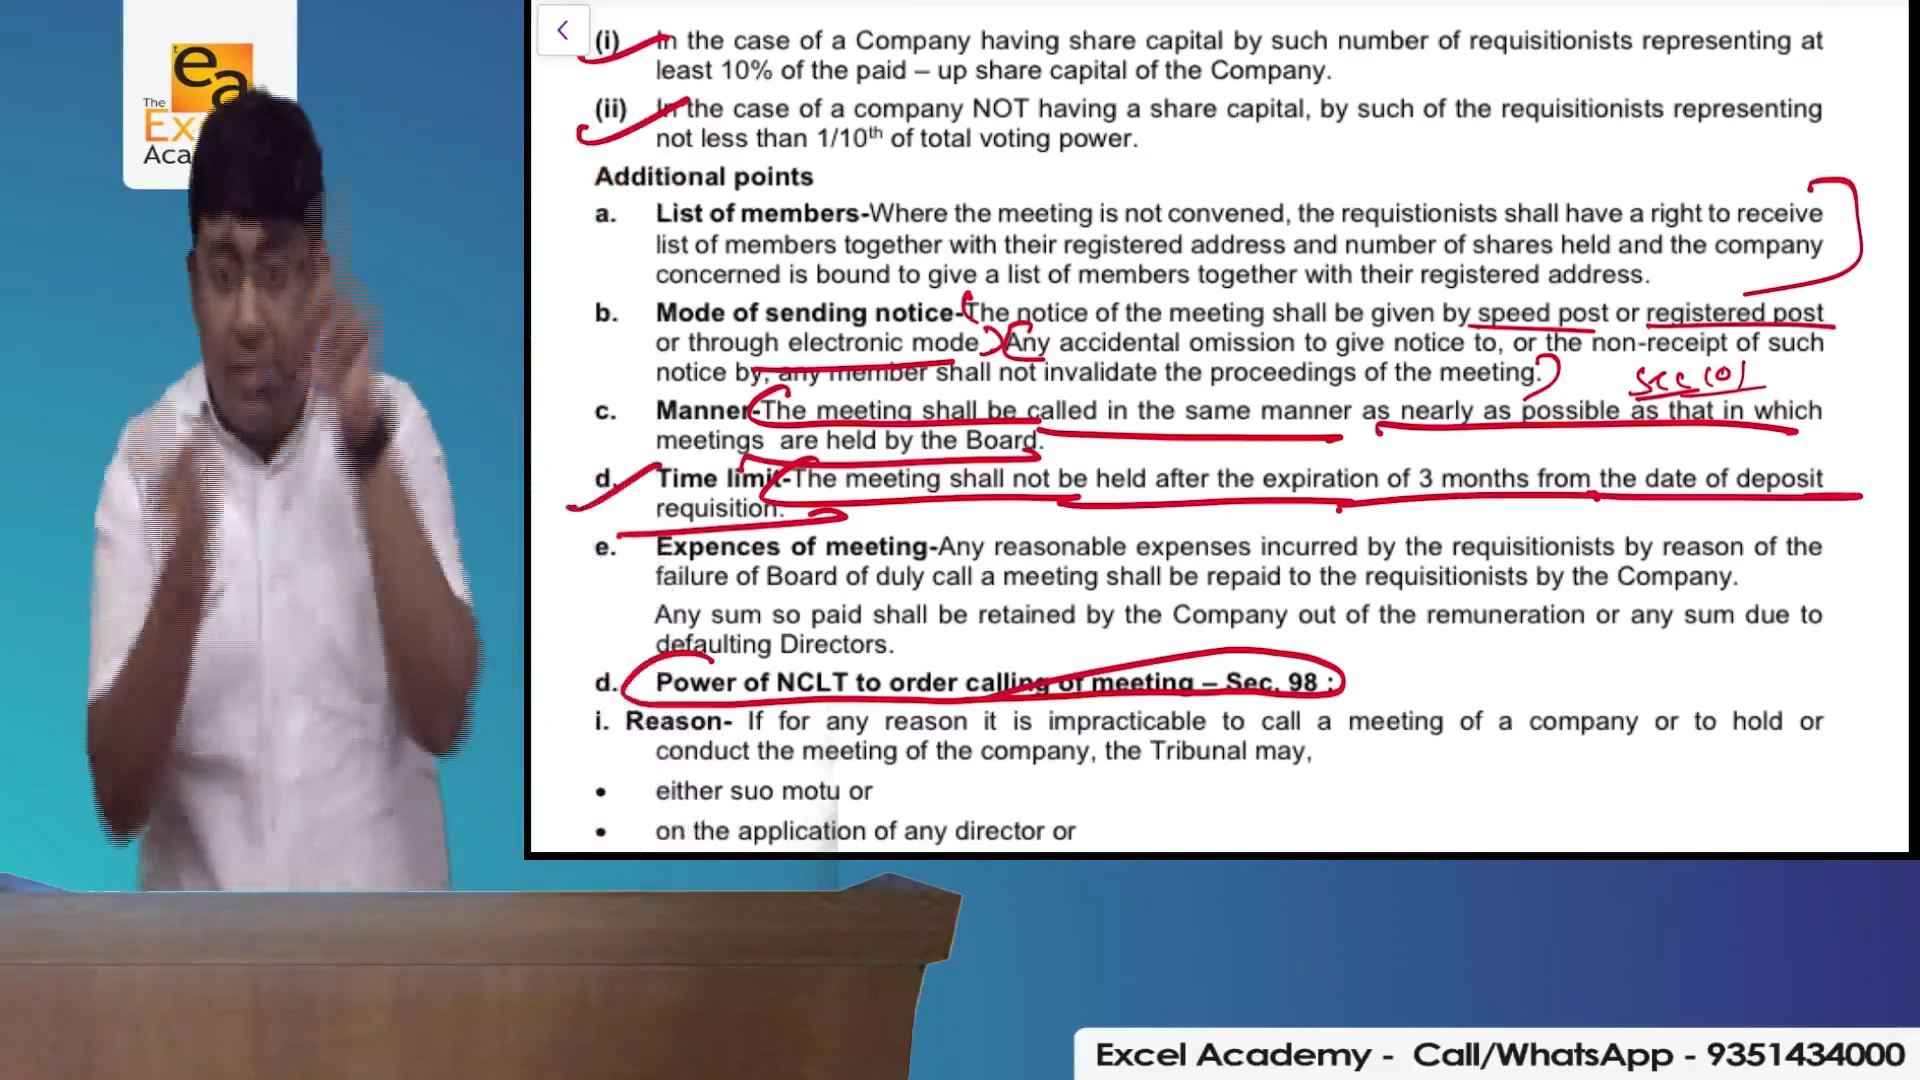 t
ea
The
Ex
Aca
(i) In the case of a Company having share capital by such number of requisitionists representing at
least 10% of the paid – up share capital of the Company.
(ii) In the case of a company NOT having a share capital, by such of the requisitionists representing
not less than 1/10th of total voting power.
Additional points
a. List of members-Where the meeting is not convened, the requistionists shall have a right to receive
list of members together with their registered address and number of shares held and the company
concerned is bound to give a list of members together with their registered address.
b. Mode of sending notice-The notice of the meeting shall be given by speed post or registered post
or through electronic mode. Any accidental omission to give notice to, or the non-receipt of such
notice by, any member shall not invalidate the proceedings of the meeting.
c. Manner-The meeting shall be called in the same manner as nearly as possible as that in which
meetings are held by the Board.
d. Time limit-The meeting shall not be held after the expiration of 3 months from the date of deposit
requisition.
e. Expences of meeting-Any reasonable expenses incurred by the requisitionists by reason of the
failure of Board of duly call a meeting shall be repaid to the requisitionists by the Company.
Any sum so paid shall be retained by the Company out of the remuneration or any sum due to
defaulting Directors.
d. Power of NCLT to order calling of meeting – Sec. 98 :
i. Reason- If for any reason it is impracticable to call a meeting of a company or to hold or
conduct the meeting of the company, the Tribunal may,
• either suo motu or
• on the application of any director or
Excel Academy - Call/WhatsApp - 9351434000